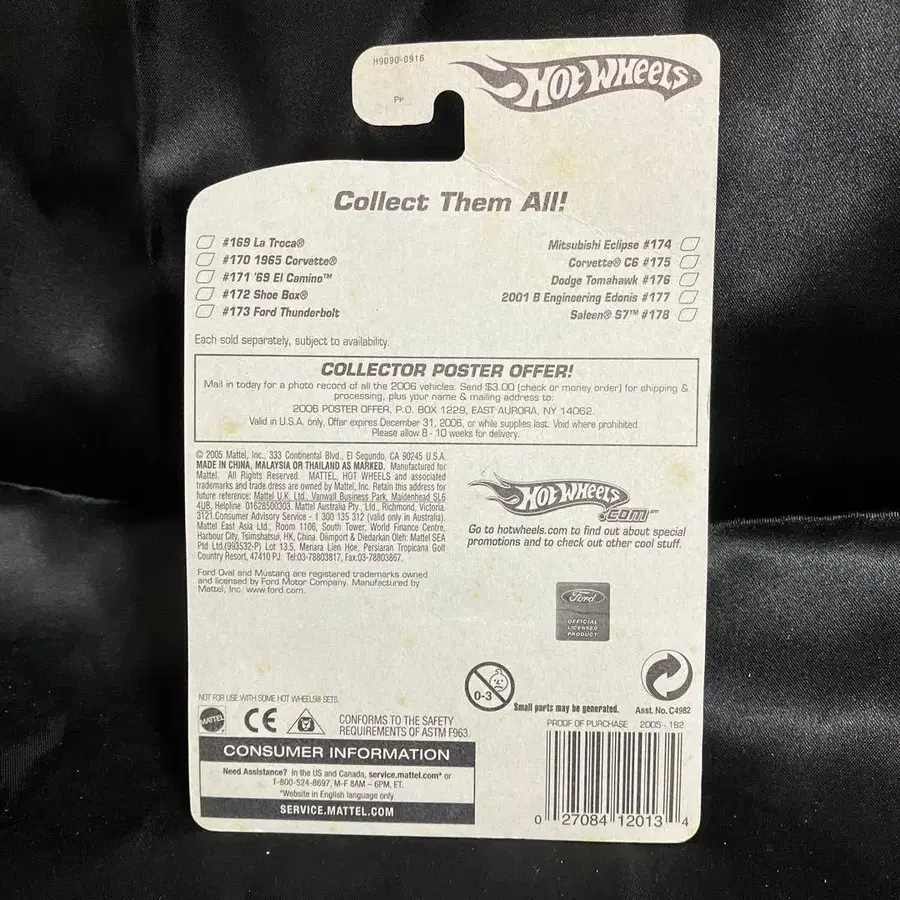 H9090-0916
HOT WHEELS
Collect Them All!
#169 La Troca®
#170 1965 Corvette®
#171 '69 El Camino™
#172 Shoe Box®
#173 Ford Thunderbolt
Mitsubishi Eclipse #174
Corvette® C6 #175
Dodge Tomahawk #176
2001 B Engineering Edonis #177
Saleen® S7™ #178
Each sold separately, subject to availability.
COLLECTOR POSTER OFFER!
Mail in today for a photo record of all the 2006 vehicles. Send $3.00 (check or money order) for shipping &
processing, plus your name & mailing address to:
2006 POSTER OFFER, P.O. BOX 1229, EAST AURORA, NY 14052.
Valid in U.S.A. only. Offer expires December 31, 2006, or while supplies last. Void where prohibited.
Please allow 8 - 10 weeks for delivery.
© 2005 Mattel, Inc., 333 Continental Blvd., El Segundo, CA 90245 U.S.A.
MADE IN CHINA, MALAYSIA OR THAILAND AS MARKED. Manufactured for
Mattel. All Rights Reserved. MATTEL, HOT WHEELS and associated
trademarks and trade dress are owned by Mattel, Inc. Retain this address for
future reference: Mattel U.K. Ltd., Vanwall Business Park, Maidenhead SL6
4UB. Helpline 01628500303. Mattel Australia Pty., Ltd., Richmond, Victoria.
3121.Consumer Advisory Service - 1 300 135 312 (valid only in Australia).
Mattel East Asia Ltd., Room 1106, South Tower, World Finance Centre,
Harbour City, Tsimshatsui, HK, China. Diimport & Diedarkan Oleh: Mattel SEA
Ptd Ltd.(993532-P) Lot 13.5, Menara Lien Hoe, Persiaran Tropicana Golf
Country Resort, 47410 PJ. Tel:03-78803817, Fax:03-78803867.
Ford Oval and Mustang are registered trademarks owned
and licensed by Ford Motor Company. Manufactured by
Mattel, Inc. www.ford.com.
HOT WHEELS
.com
Go to hotwheels.com to find out about special
promotions and to check out other cool stuff.
Ford
OFFICIAL
LICENSED
PRODUCT
0-3
Small parts may be generated.
Asst. No. C4982
NOT FOR USE WITH SOME HOT WHEELS® SETS.
MATTEL
CE
CONFORMS TO THE SAFETY
REQUIREMENTS OF ASTM F963.
PROOF OF PURCHASE 2005 - 182
CONSUMER INFORMATION
Need Assistance? In the US and Canada, service.mattel.com* or
1-800-524-8697, M-F 8AM – 6PM, ET.
*Website in English language only
SERVICE.MATTEL.COM
0 27084 12013 4